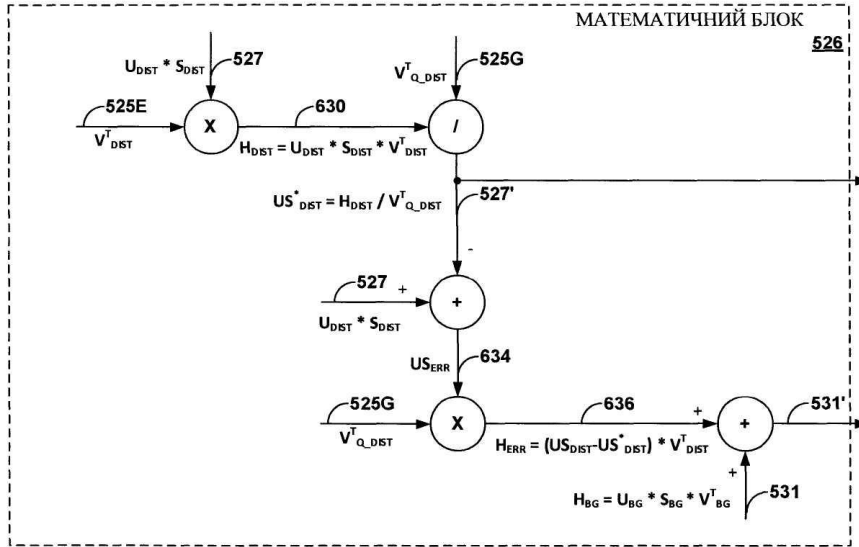 МАТЕМАТИЧНИЙ БЛОК
526
U_DIST * S_DIST
527
V^T_Q_DIST
525G
525E
V^T_DIST
X
630
H_DIST = U_DIST * S_DIST * V^T_DIST
/
US^*_DIST = H_DIST / V^T_Q_DIST
527'
-
527
+
U_DIST * S_DIST
+
US_ERR
634
525G
V^T_Q_DIST
X
636
+
H_ERR = (US_DIST-US^*_DIST) * V^T_DIST
+
531'
+
H_BG = U_BG * S_BG * V^T_BG
531